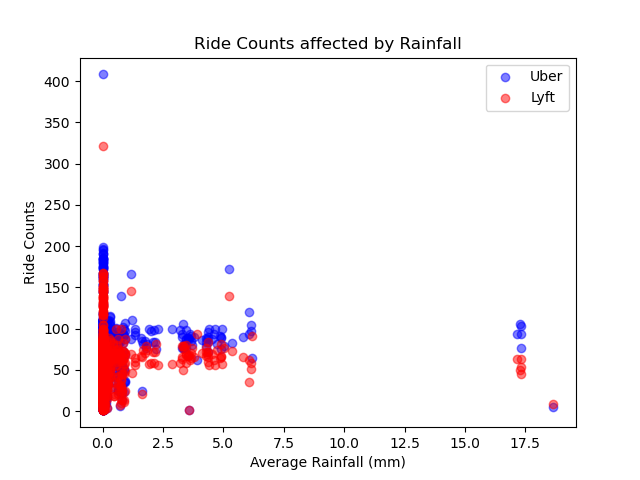 Ride Counts affected by Rainfall
Uber
Lyft
400
350
300
250
200
150
100
50
0
Ride Counts
0.0 2.5 5.0 7.5 10.0 12.5 15.0 17.5
Average Rainfall (mm)